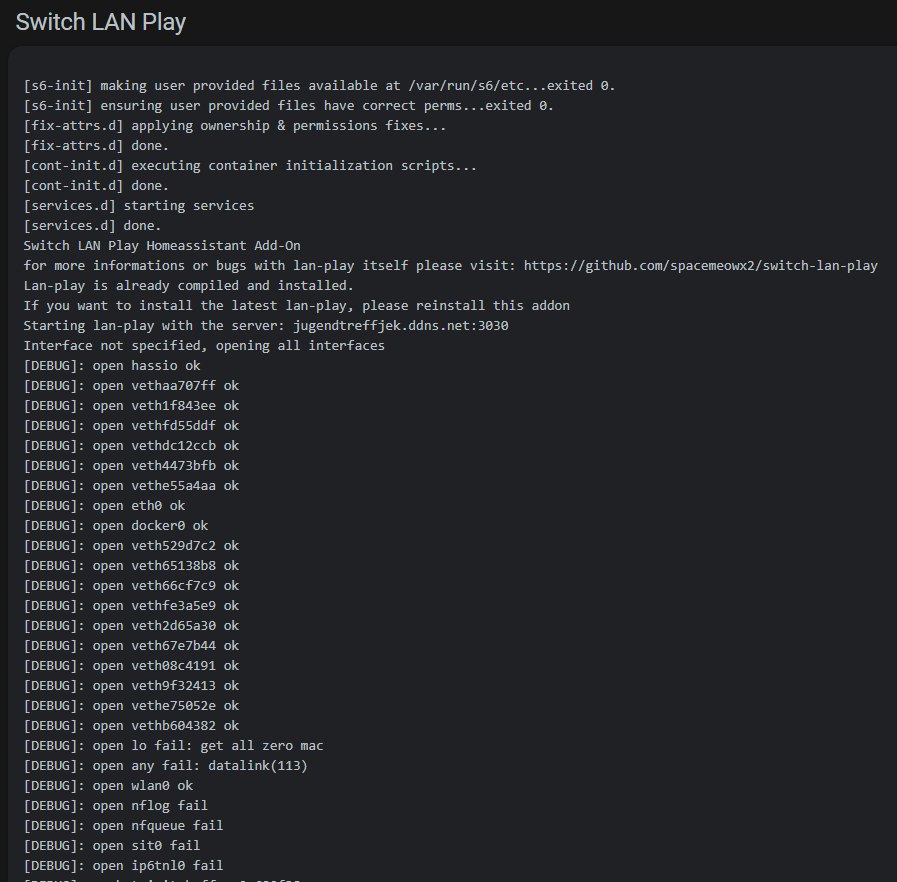 Switch LAN Play
[s6-init] making user provided files available at /var/run/s6/etc...exited 0.
[s6-init] ensuring user provided files have correct perms...exited 0.
[fix-attrs.d] applying ownership & permissions fixes...
[fix-attrs.d] done.
[cont-init.d] executing container initialization scripts...
[cont-init.d] done.
[services.d] starting services
[services.d] done.
Switch LAN Play Homeassistant Add-On
for more informations or bugs with lan-play itself please visit: https://github.com/spacemeowx2/switch-lan-play
Lan-play is already compiled and installed.
If you want to install the latest lan-play, please reinstall this addon
Starting lan-play with the server: jugendtreffjek.ddns.net:3030
Interface not specified, opening all interfaces
[DEBUG]: open hassio ok
[DEBUG]: open vethaa707ff ok
[DEBUG]: open veth1f843ee ok
[DEBUG]: open vethfd55ddf ok
[DEBUG]: open vethdc12ccb ok
[DEBUG]: open veth4473bfb ok
[DEBUG]: open vethe55a4aa ok
[DEBUG]: open eth0 ok
[DEBUG]: open docker0 ok
[DEBUG]: open veth529d7c2 ok
[DEBUG]: open veth65138b8 ok
[DEBUG]: open veth66cf7c9 ok
[DEBUG]: open vethfe3a5e9 ok
[DEBUG]: open veth2d65a30 ok
[DEBUG]: open veth67e7b44 ok
[DEBUG]: open veth08c4191 ok
[DEBUG]: open veth9f32413 ok
[DEBUG]: open vethe75052e ok
[DEBUG]: open vethb604382 ok
[DEBUG]: open lo fail: get all zero mac
[DEBUG]: open any fail: datalink(113)
[DEBUG]: open wlan0 ok
[DEBUG]: open nflog fail
[DEBUG]: open nfqueue fail
[DEBUG]: open sit0 fail
[DEBUG]: open ip6tnl0 fail